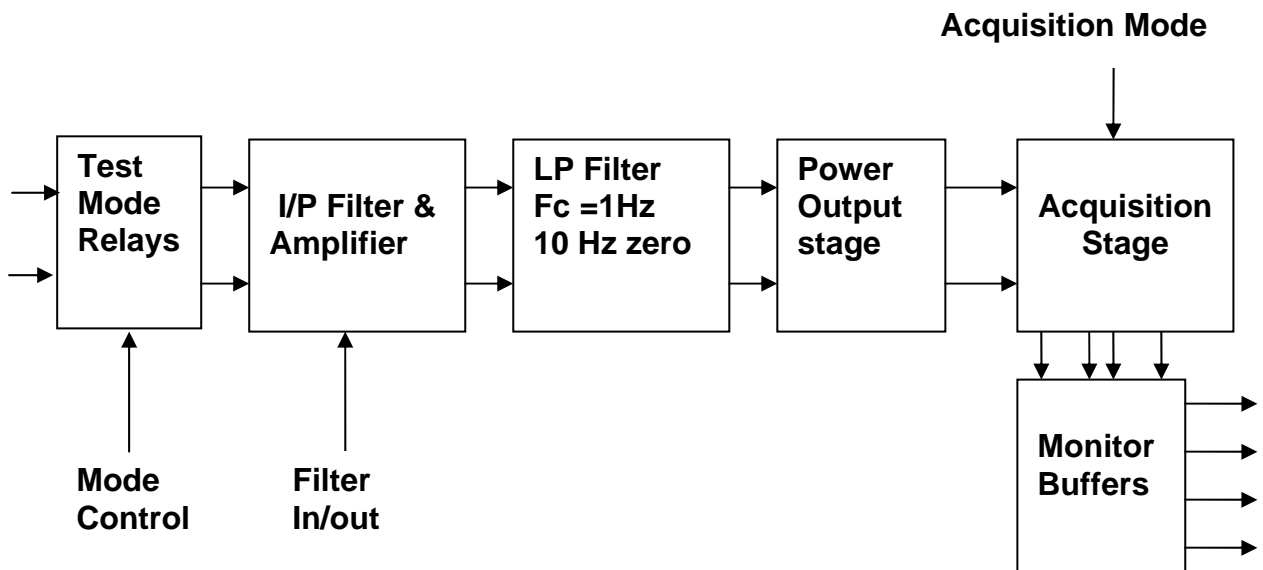 Acquisition Mode
Test
Mode
Relays
I/P Filter &
Amplifier
LP Filter
Fc =1Hz
10 Hz zero
Power
Output
stage
Acquisition
Stage
Mode
Control
Filter
In/out
Monitor
Buffers